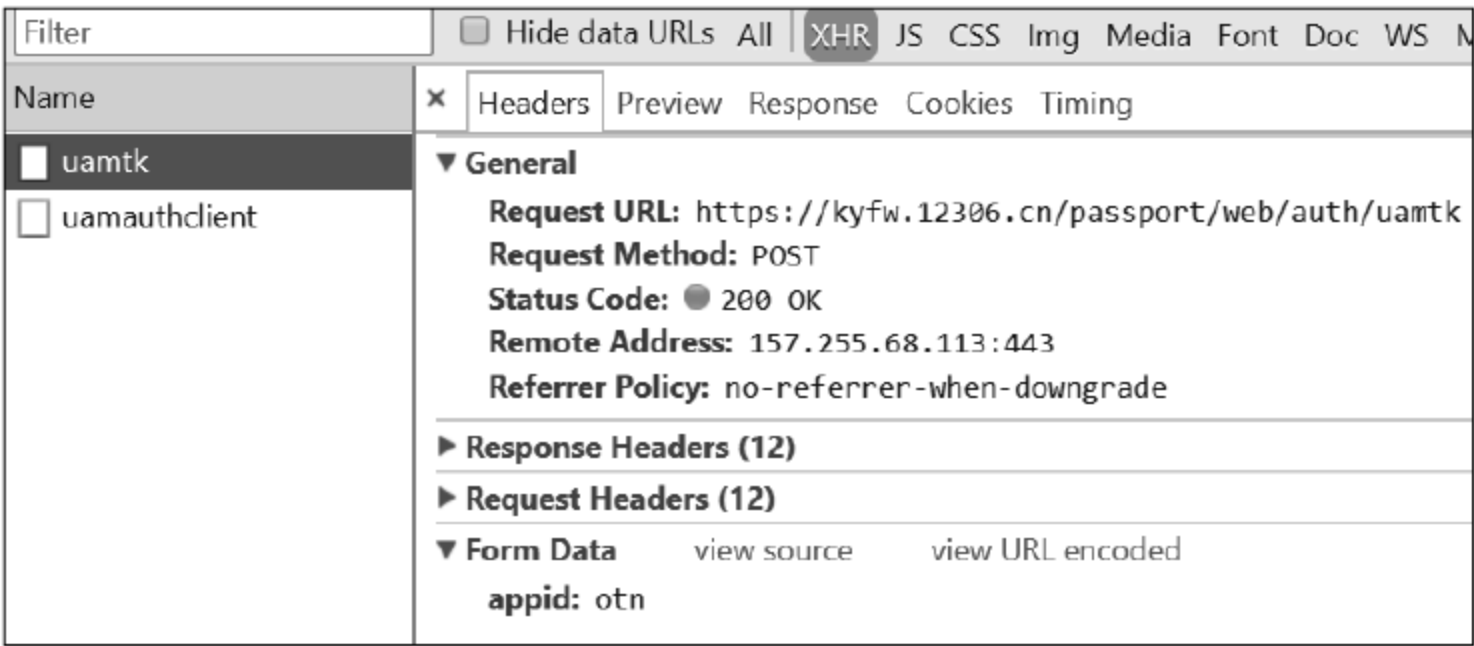 Filter Hide data URLs All XHR JS CSS Img Media Font Doc WS
Name × Headers Preview Response Cookies Timing
uamtk
uamauthclient
▼ General
Request URL: https://kyfw.12306.cn/passport/web/auth/uamtk
Request Method: POST
Status Code: 200 OK
Remote Address: 157.255.68.113:443
Referrer Policy: no-referrer-when-downgrade
▶ Response Headers (12)
▶ Request Headers (12)
▼ Form Data view source view URL encoded
appid: otn